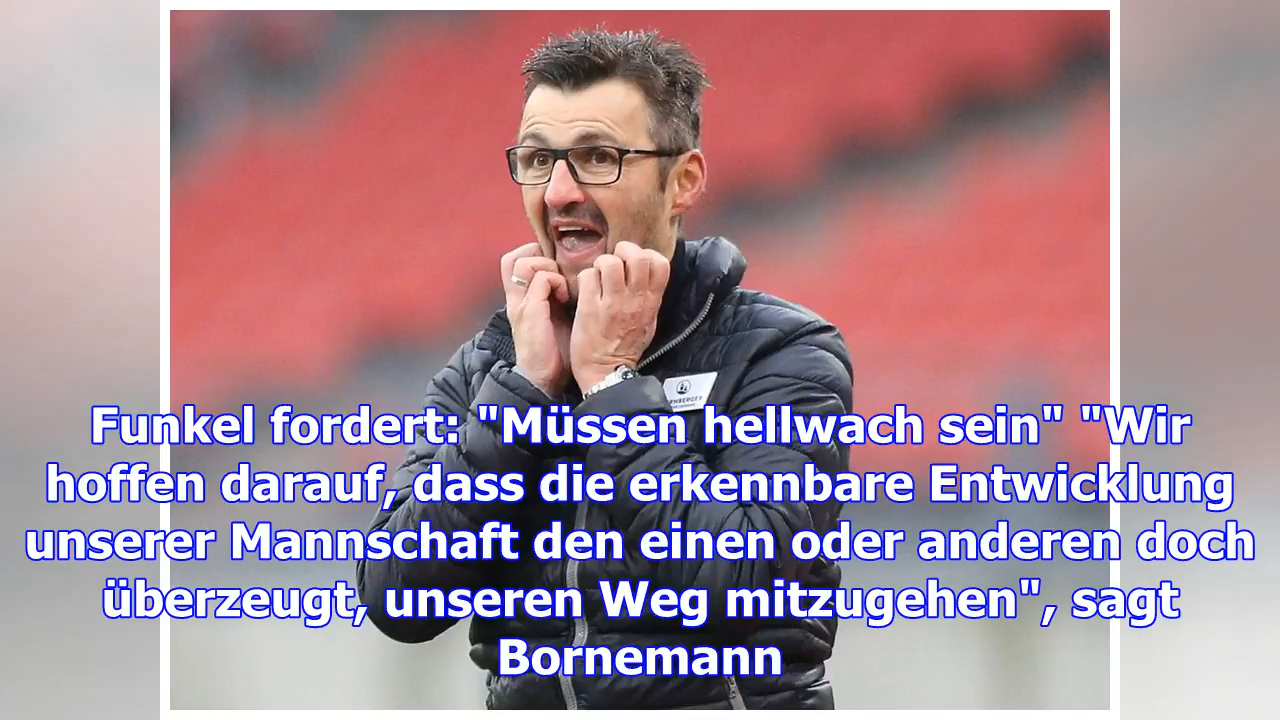 Funkel fordert: "Müssen hellwach sein" "Wir
hoffen darauf, dass die erkennbare Entwicklung
unserer Mannschaft den einen oder anderen doch
überzeugt, unseren Weg mitzugehen", sagt
Bornemann